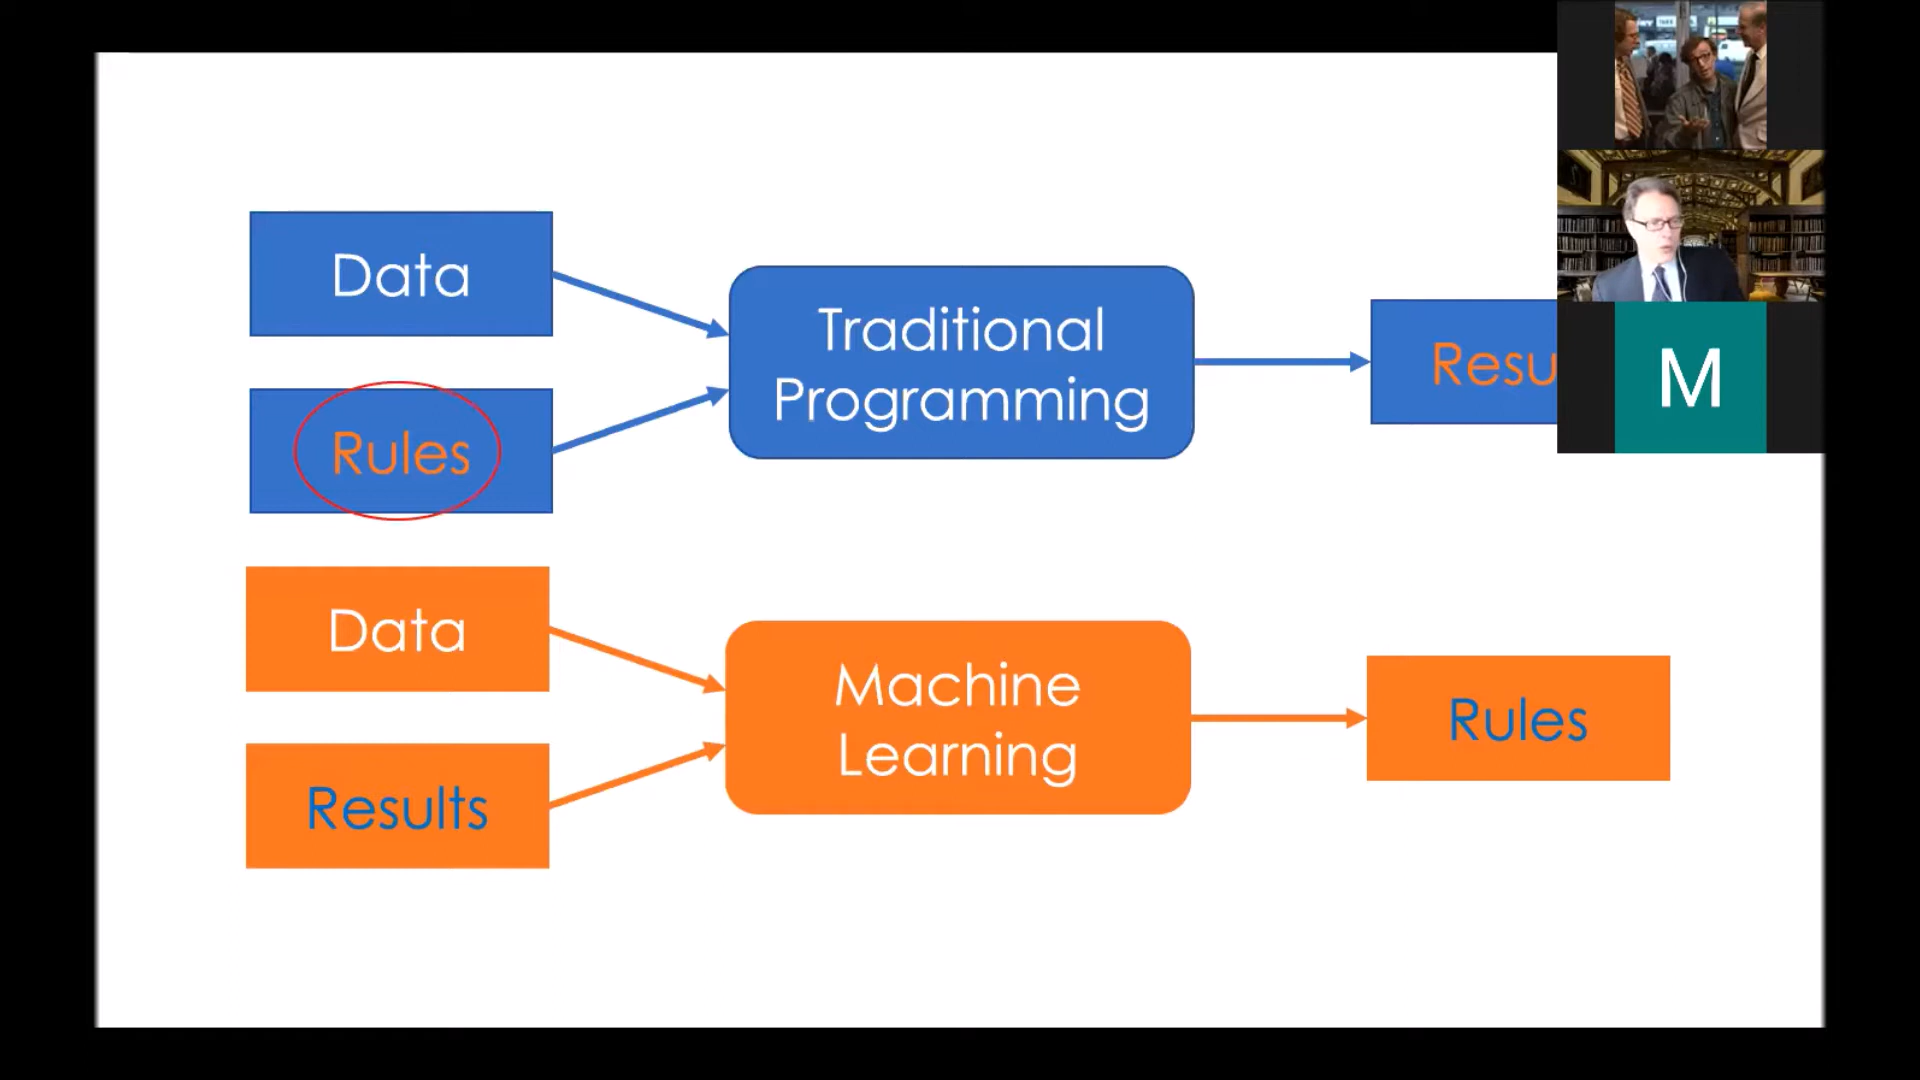 Data
Traditional
Programming
Resu
Rules
Data
Machine
Learning
Rules
Results
M